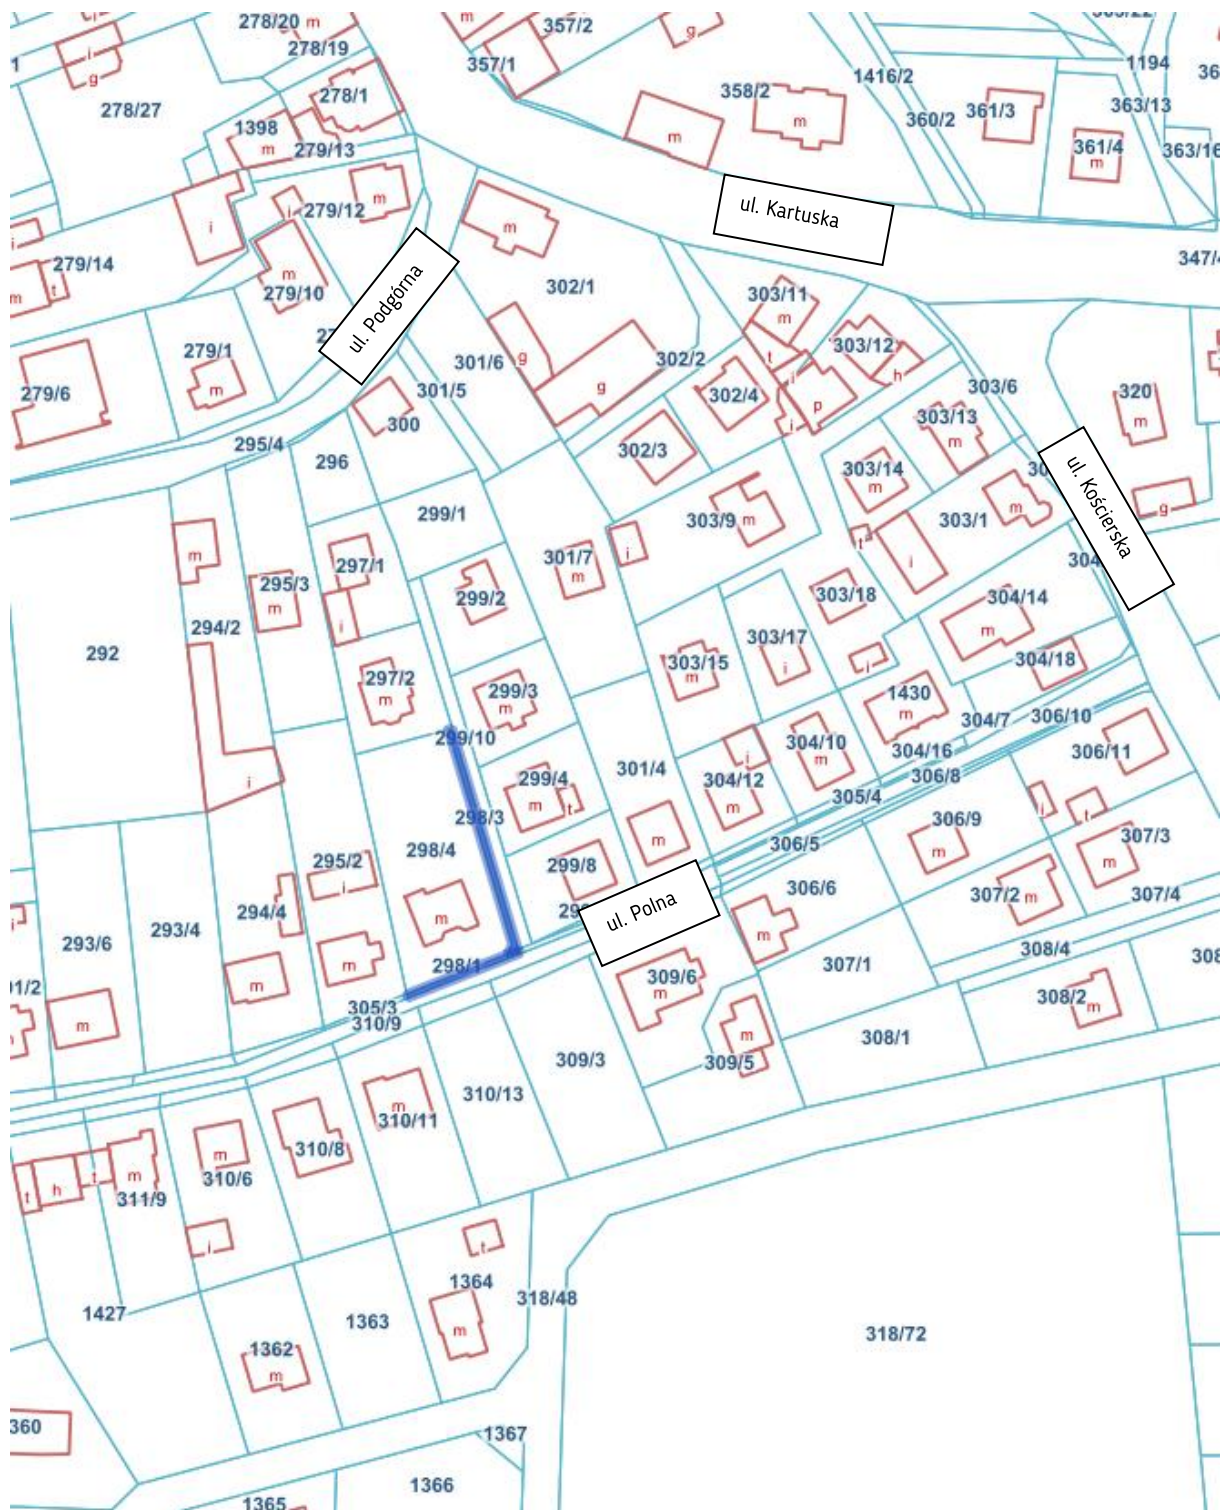 278/20
m
278/19
m
357/2
357/1
g
i
g
1
278/27
278/1
1398
m
279/13
358/2
m
m
1416/2
360/2
361/3
361/4
m
1194
363/13
363/16
279/12
m
i
i
m
ul. Kartuska
279/14
m
t
m
279/10
ul. Podgórna
302/1
347/4
303/11
m
279/1
m
279/6
301/6
g
g
302/2
t
303/12
i
h
301/5
300
302/4
p
i
303/6
303/13
m
320
m
295/4
296
302/3
303/14
m
ul. Kościerska
g
299/1
303/9
m
303/1
m
m
297/1
301/7
m
i
t
i
304
295/3
m
299/2
303/18
304/14
m
292
294/2
i
303/17
i
303/15
m
i
304/18
297/2
m
299/3
m
1430
m
304/7
306/10
299/10
304/10
m
304/16
306/11
i
299/4
m
t
301/4
i
304/12
m
306/8
305/4
298/3
306/9
m
i
t
307/3
m
298/4
m
295/2
i
299/8
m
306/5
306/6
m
307/2
m
307/4
294/4
ul. Polna
293/6
293/4
m
m
298/1
309/6
m
307/1
308/4
i
m
305/3
310/9
m
308/2
m
309/5
308/1
309/3
310/13
m
310/11
310/8
m
310/6
t
h
t
m
311/9
i
t
1364
m
318/48
1427
1363
318/72
1362
m
1367
1366
1365